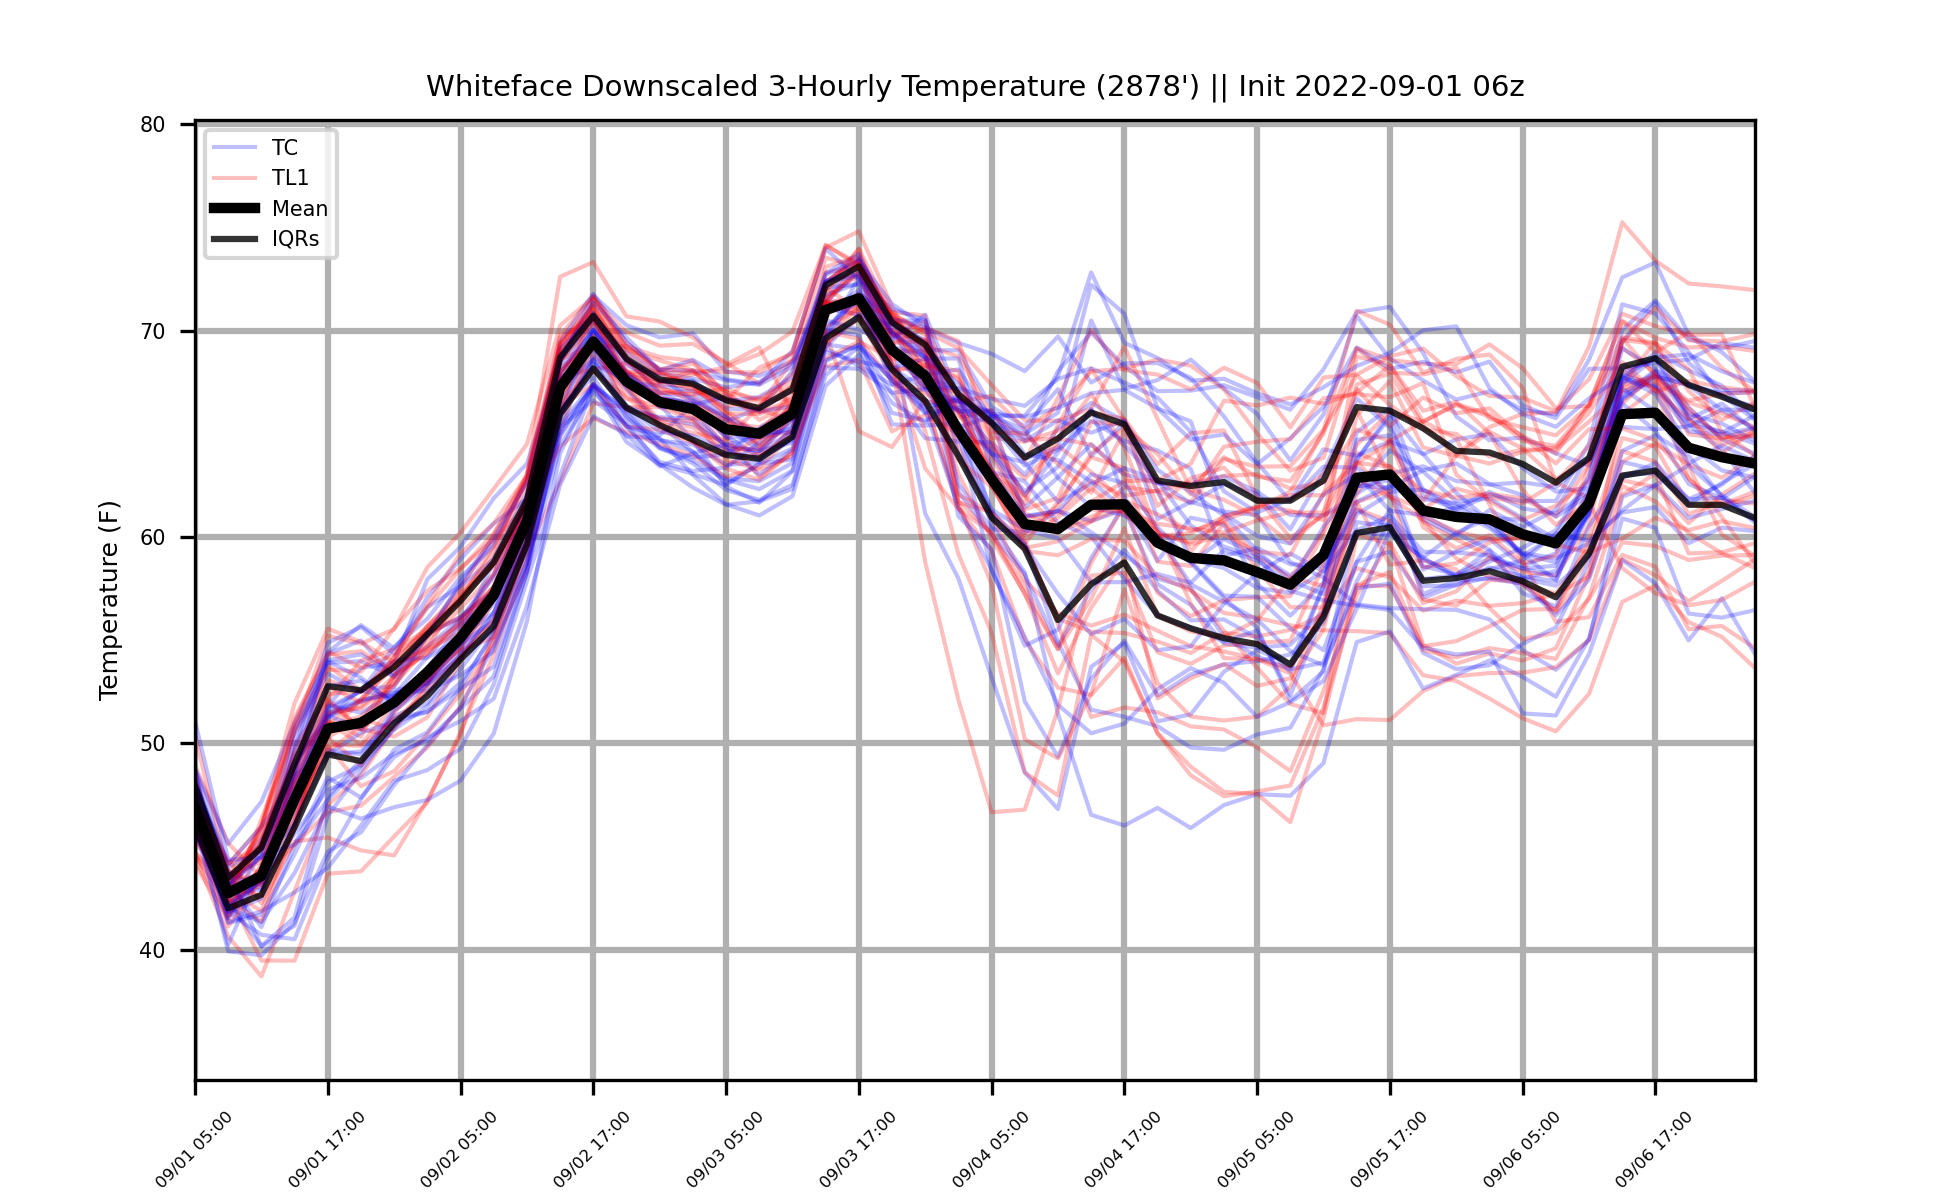 Whiteface Downscaled 3-Hourly Temperature (2878') || Init 2022-09-01 06z
TC
TL1
Mean
IQRs
Temperature (F)
80
70
60
50
40
09/01 05:00
09/01 17:00
09/02 05:00
09/02 17:00
09/03 05:00
09/03 17:00
09/04 05:00
09/04 17:00
09/05 05:00
09/05 17:00
09/06 05:00
09/06 17:00